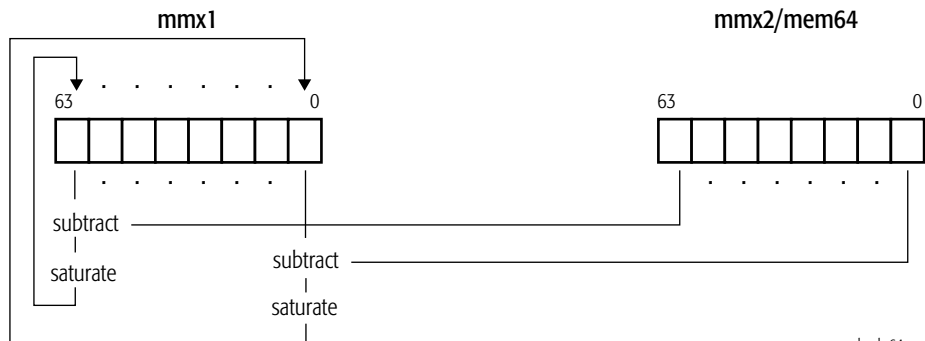 mmx1 mmx2/mem64
63 0 63 0
subtract
subtract
saturate
saturate